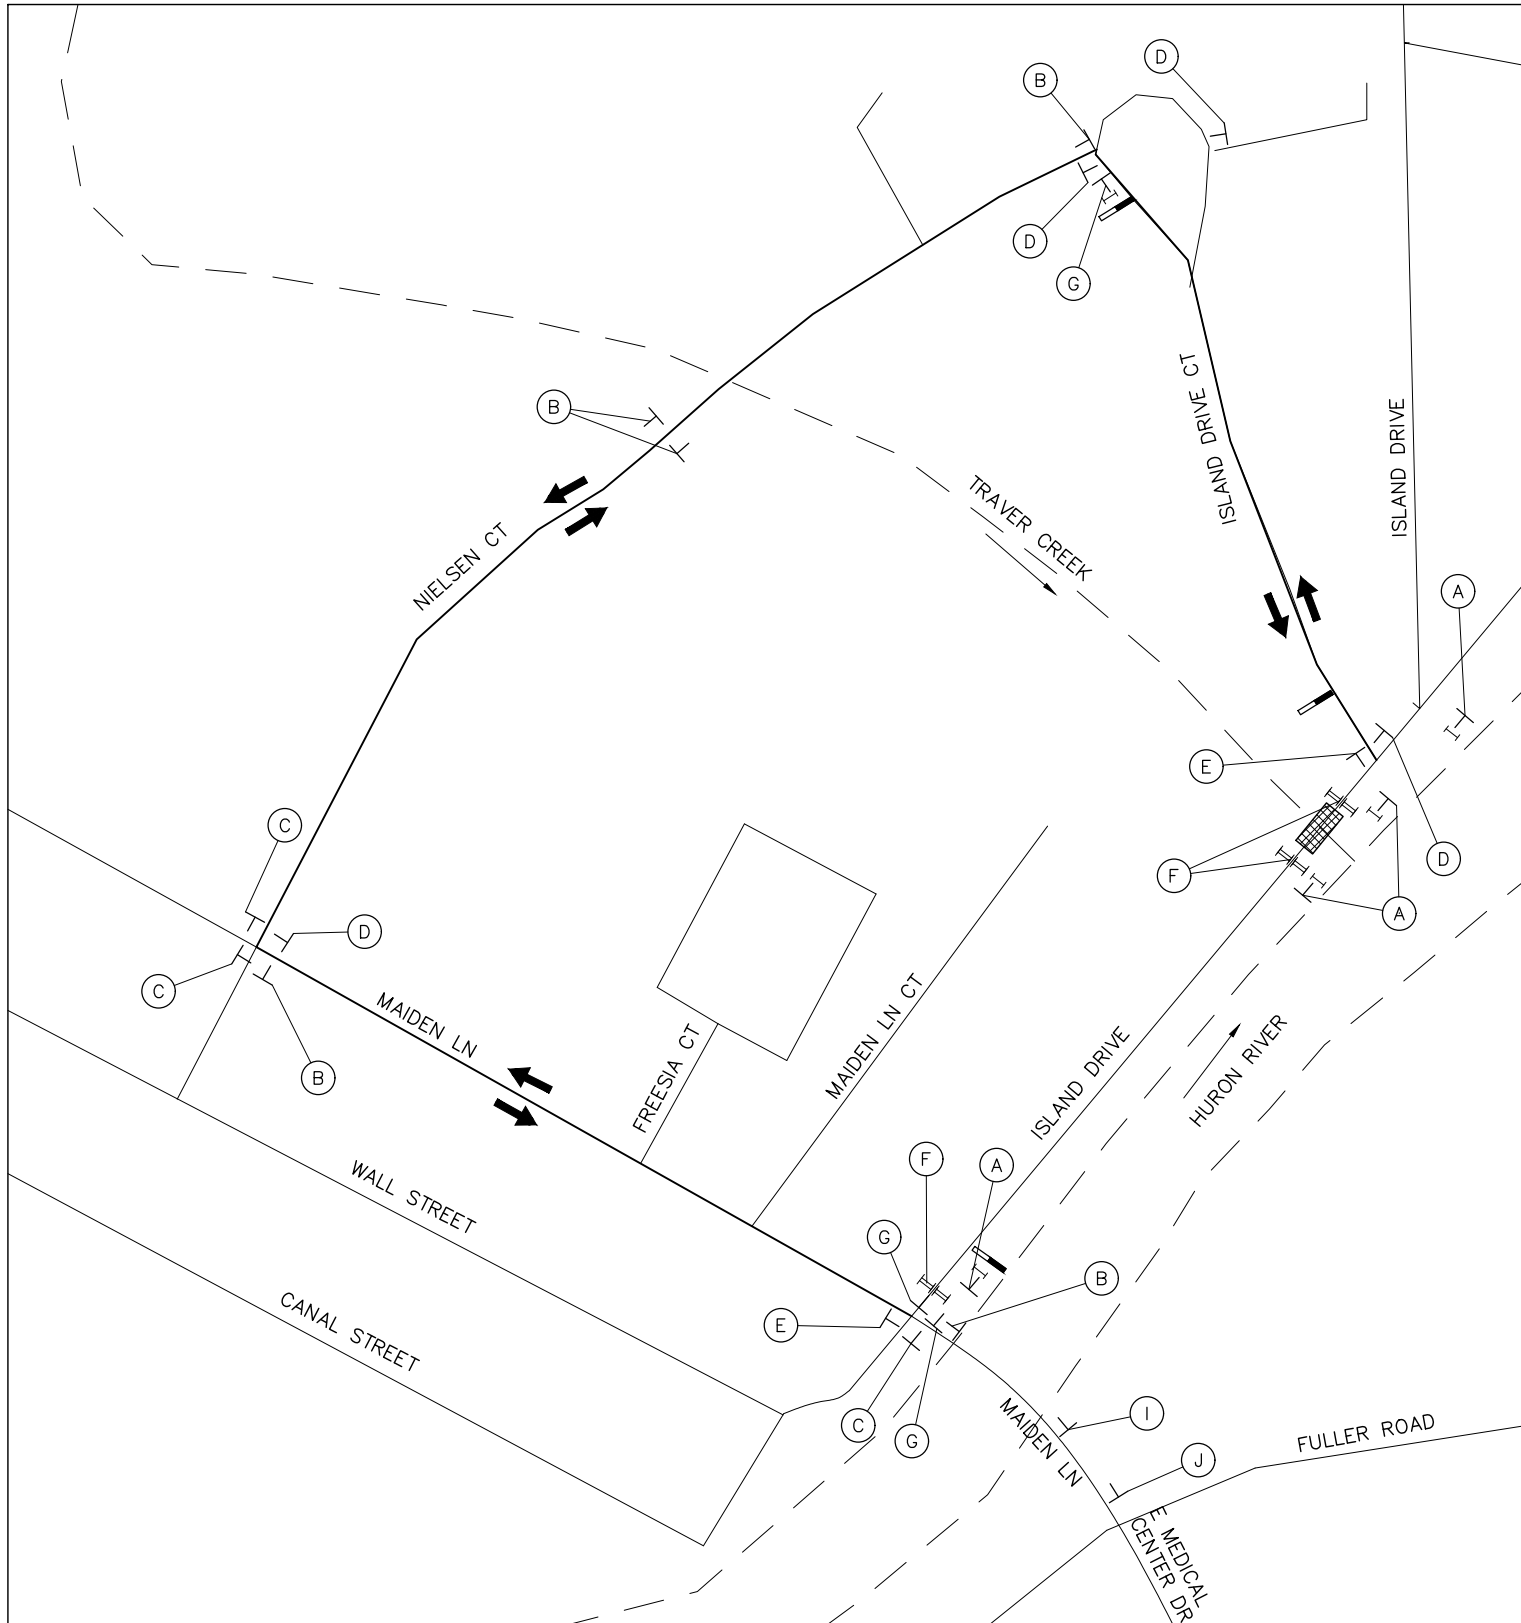 D
B
D
G
B
NIELSEN CT
TRAVER CREEK
ISLAND DRIVE CT
ISLAND DRIVE
A
E
D
F
A
C
D
C
B
MAIDEN LN
FREESIA CT
MAIDEN LN CT
ISLAND DRIVE
HURON RIVER
WALL STREET
CANAL STREET
F
A
G
B
E
C
G
MAIDEN LN
I
J
FULLER ROAD
E MEDICAL
CENTER DR